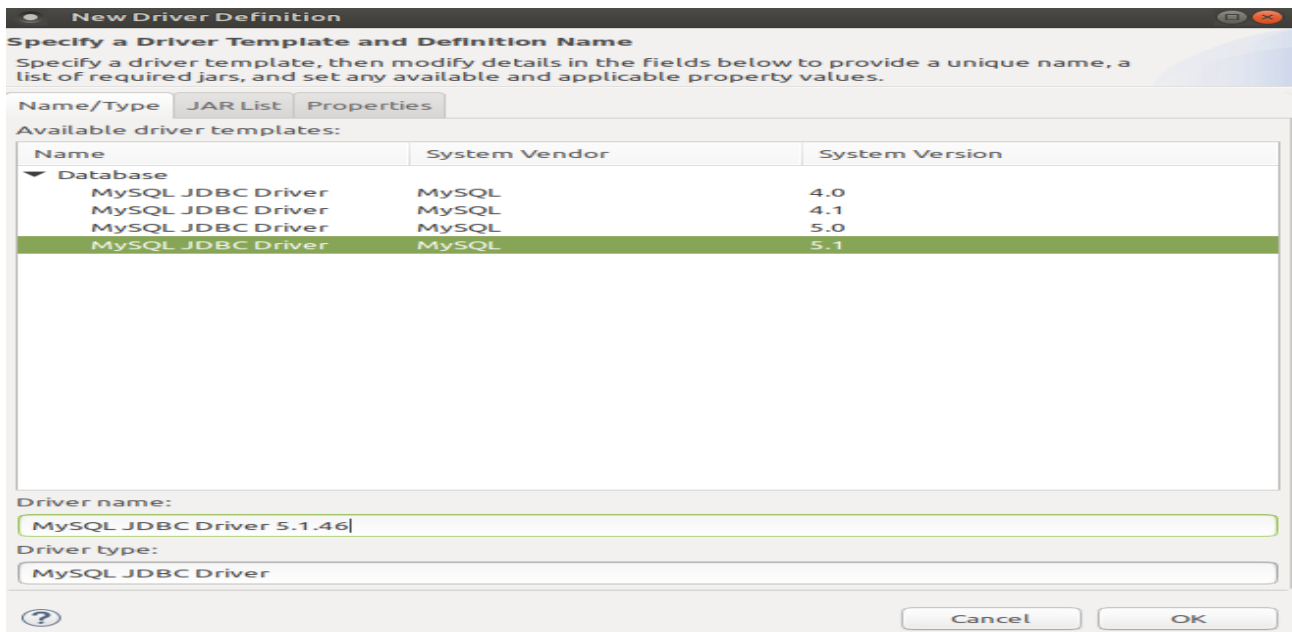 New Driver Definition
Specify a Driver Template and Definition Name
Specify a driver template, then modify details in the fields below to provide a unique name, a
list of required jars, and set any available and applicable property values.
Name/Type JAR List Properties
Available driver templates:
Name System Vendor System Version
Database
MySQL JDBC Driver MySQL 4.0
MySQL JDBC Driver MySQL 4.1
MySQL JDBC Driver MySQL 5.0
MySQL JDBC Driver MySQL 5.1
Driver name:
MySQL JDBC Driver 5.1.46
Driver type:
MySQL JDBC Driver
? Cancel OK